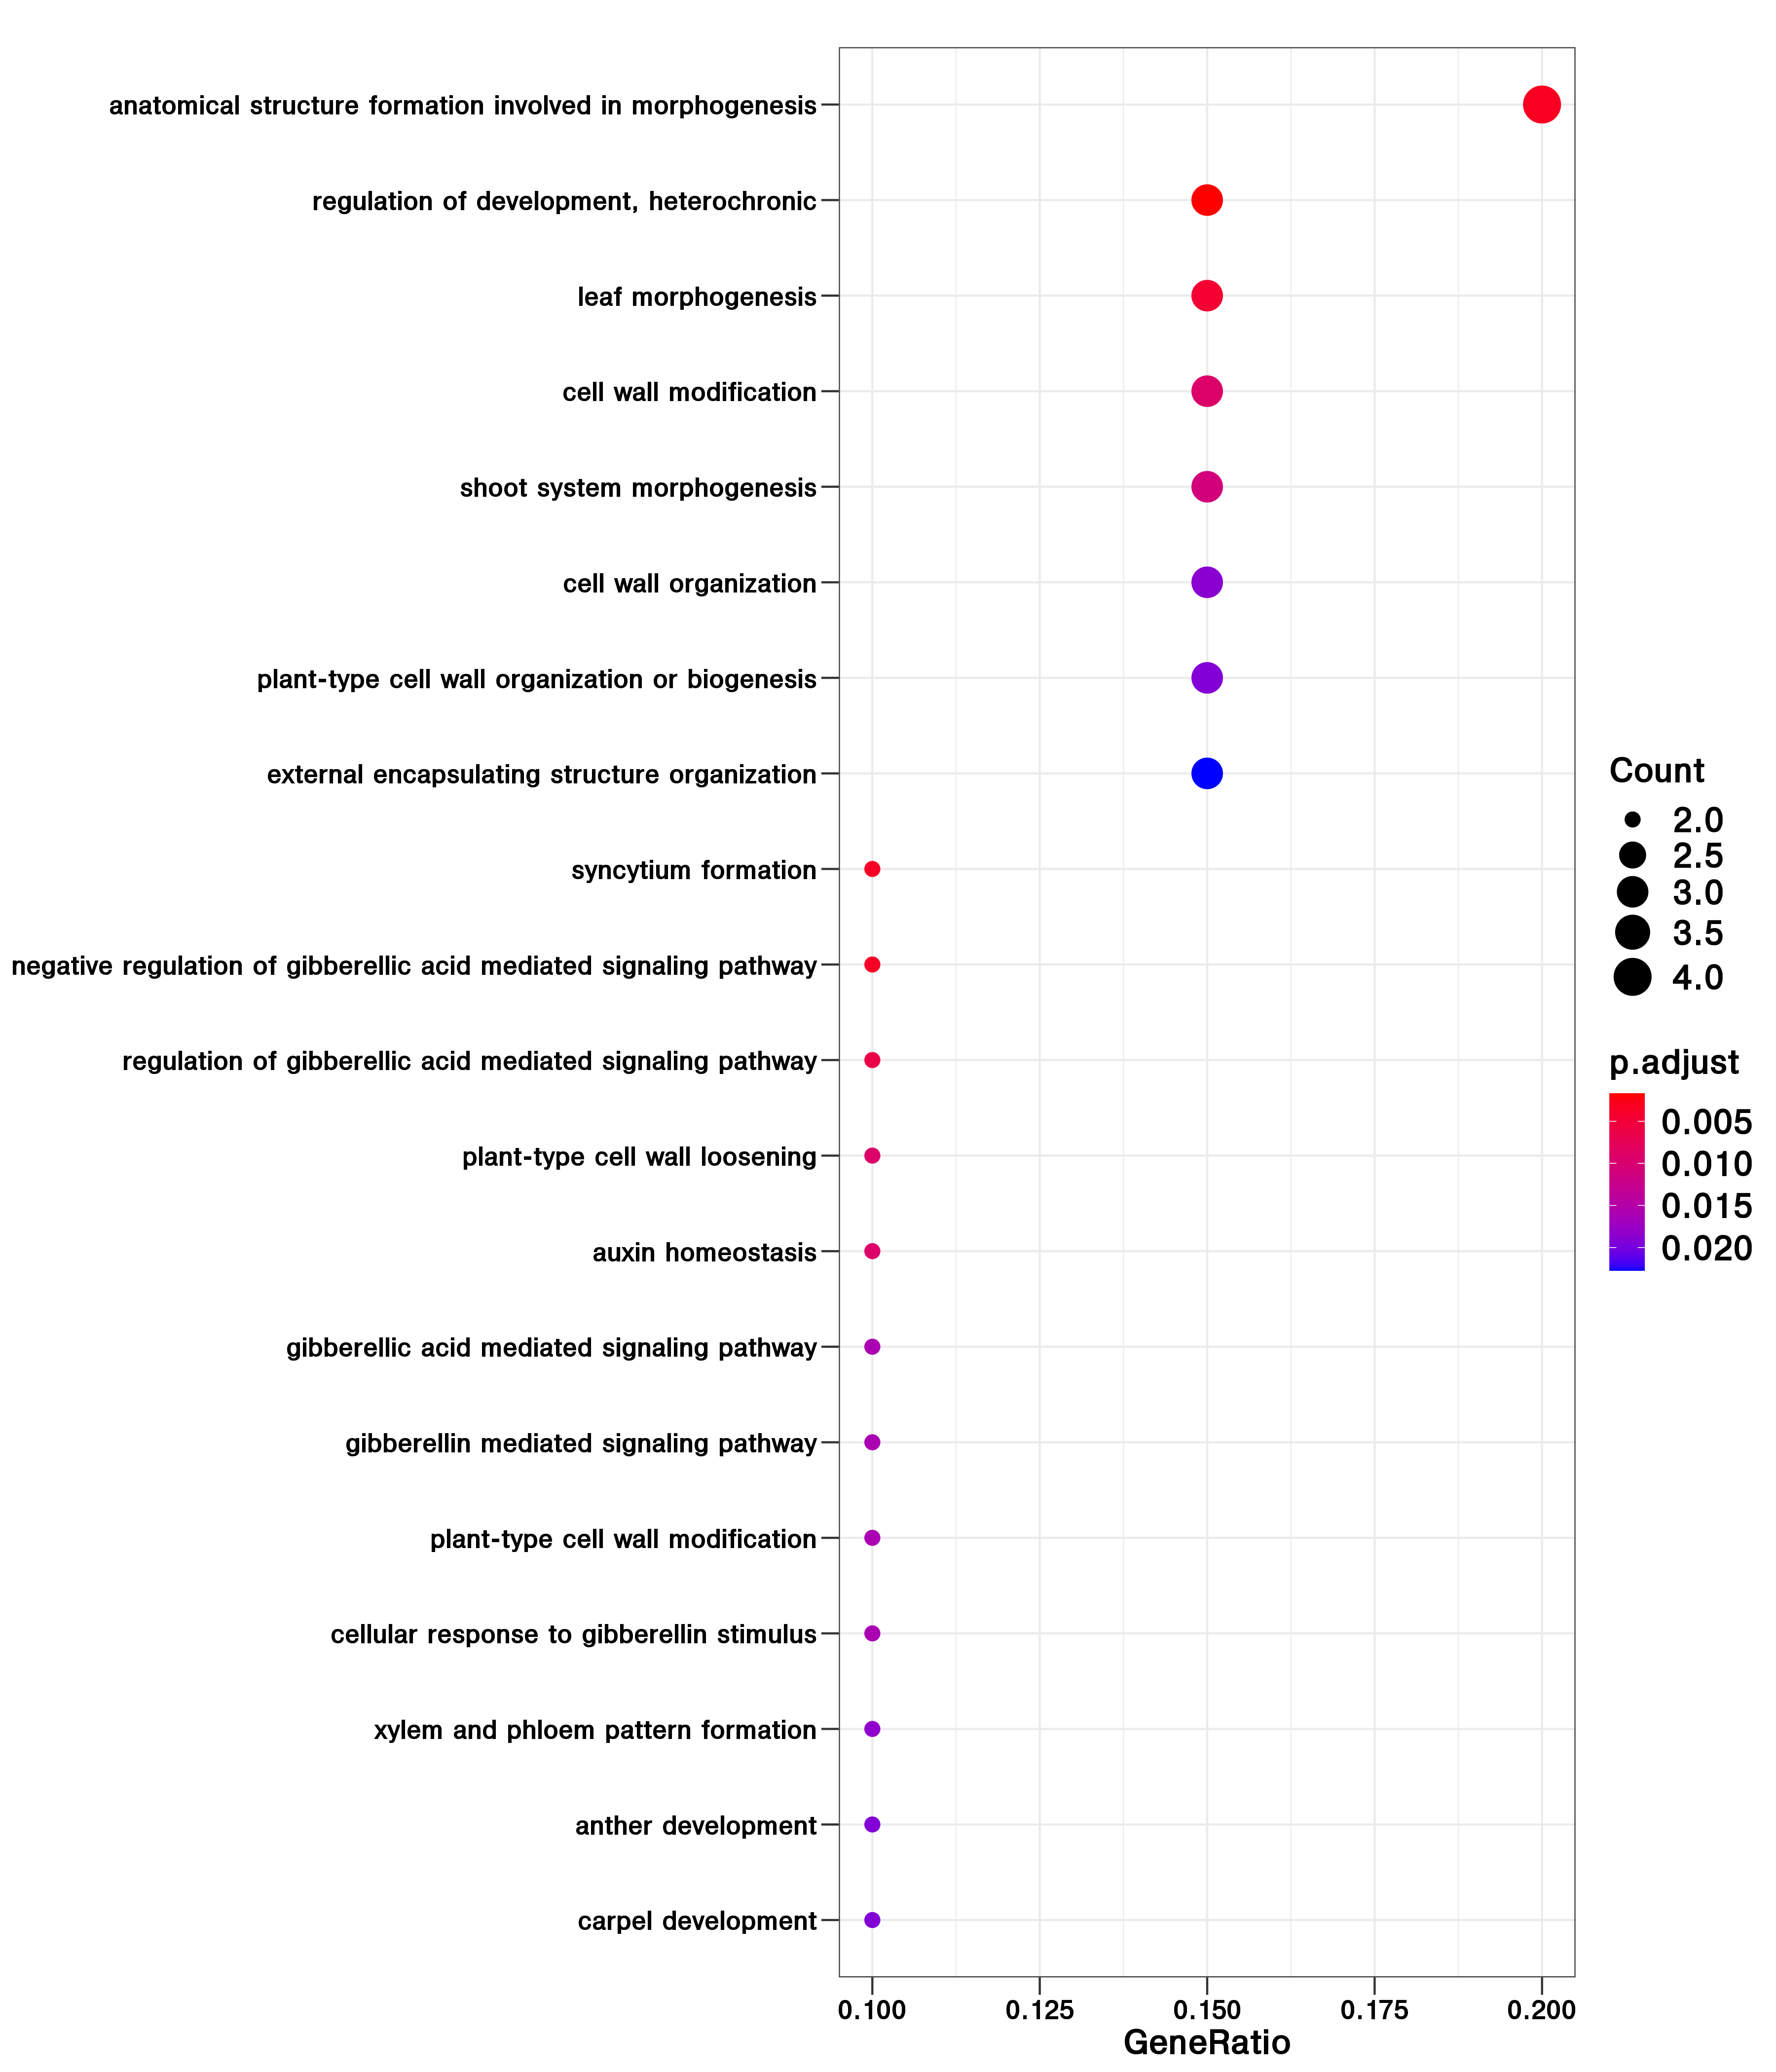 anatomical structure formation involved in morphogenesis
regulation of development, heterochronic
leaf morphogenesis
cell wall modification
shoot system morphogenesis
cell wall organization
plant-type cell wall organization or biogenesis
external encapsulating structure organization
syncytium formation
negative regulation of gibberellic acid mediated signaling pathway
regulation of gibberellic acid mediated signaling pathway
plant-type cell wall loosening
auxin homeostasis
gibberellic acid mediated signaling pathway
gibberellin mediated signaling pathway
plant-type cell wall modification
cellular response to gibberellin stimulus
xylem and phloem pattern formation
anther development
carpel development
0.100 0.125 0.150 0.175 0.200
GeneRatio
Count
2.0
2.5
3.0
3.5
4.0
p.adjust
0.005
0.010
0.015
0.020